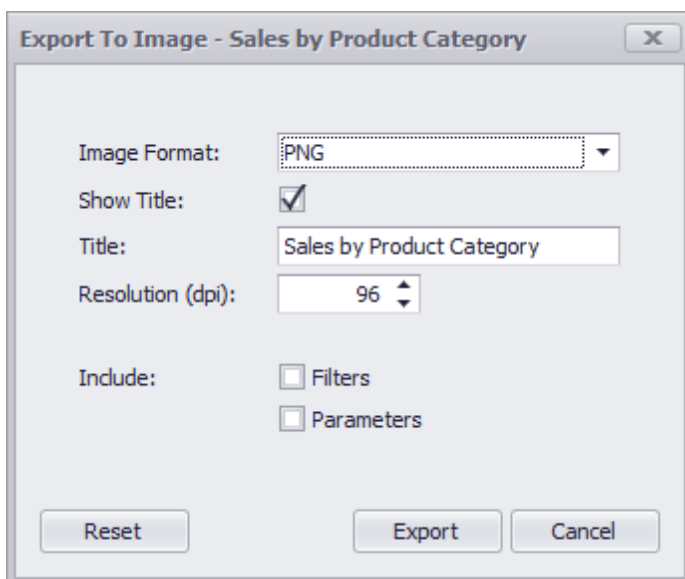 Export To Image - Sales by Product Category
Image Format: PNG
Show Title:
Title: Sales by Product Category
Resolution (dpi): 96
Include: Filters
Parameters
Reset Export Cancel